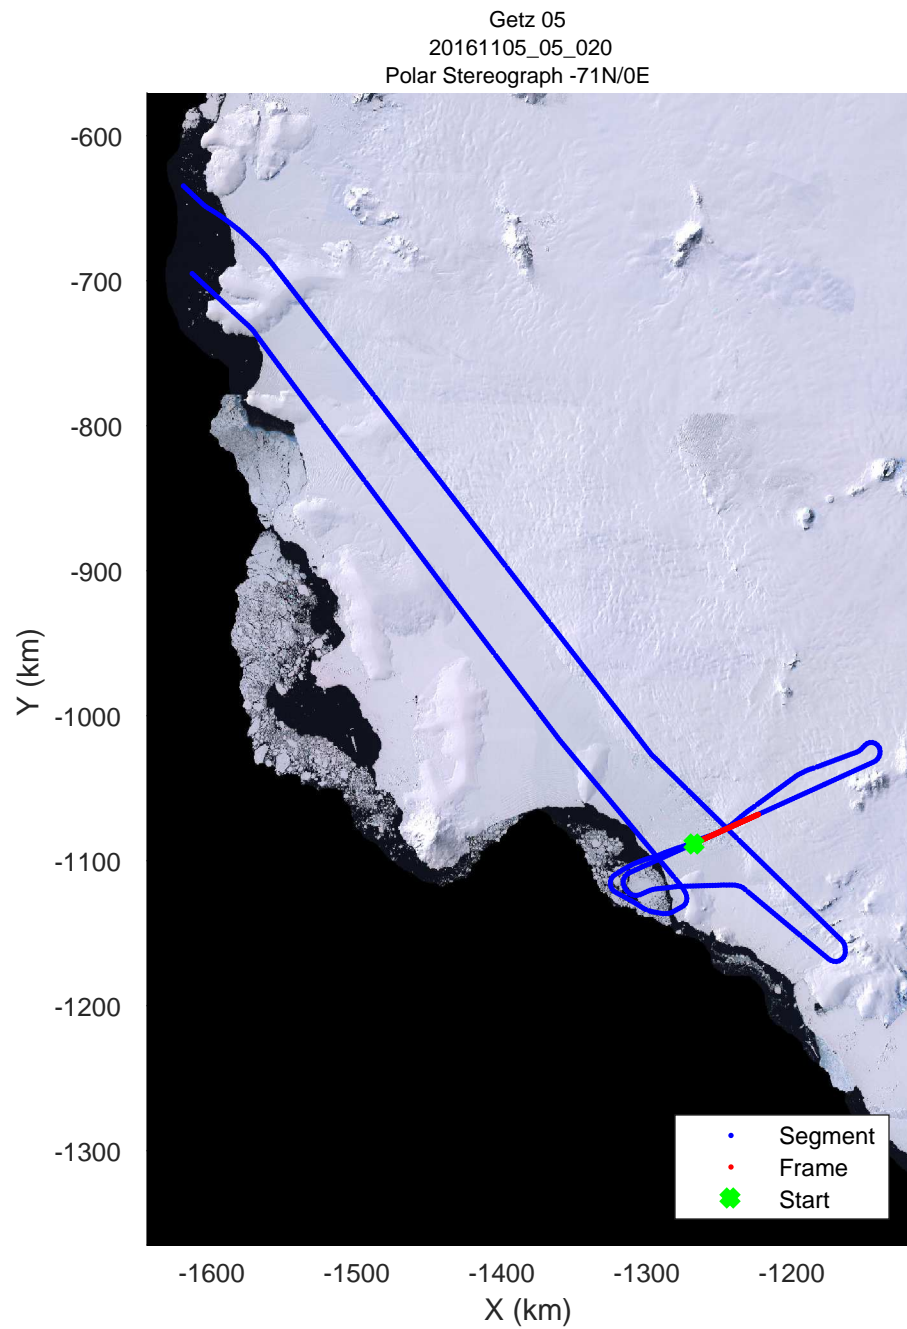 Getz 05
20161105_05_020
Polar Stereograph -71N/0E
-600
-700
-800
-900
-1000
-1100
-1200
-1300
Y (km)
Segment
Frame
Start
-1600 -1500 -1400 -1300 -1200
X (km)